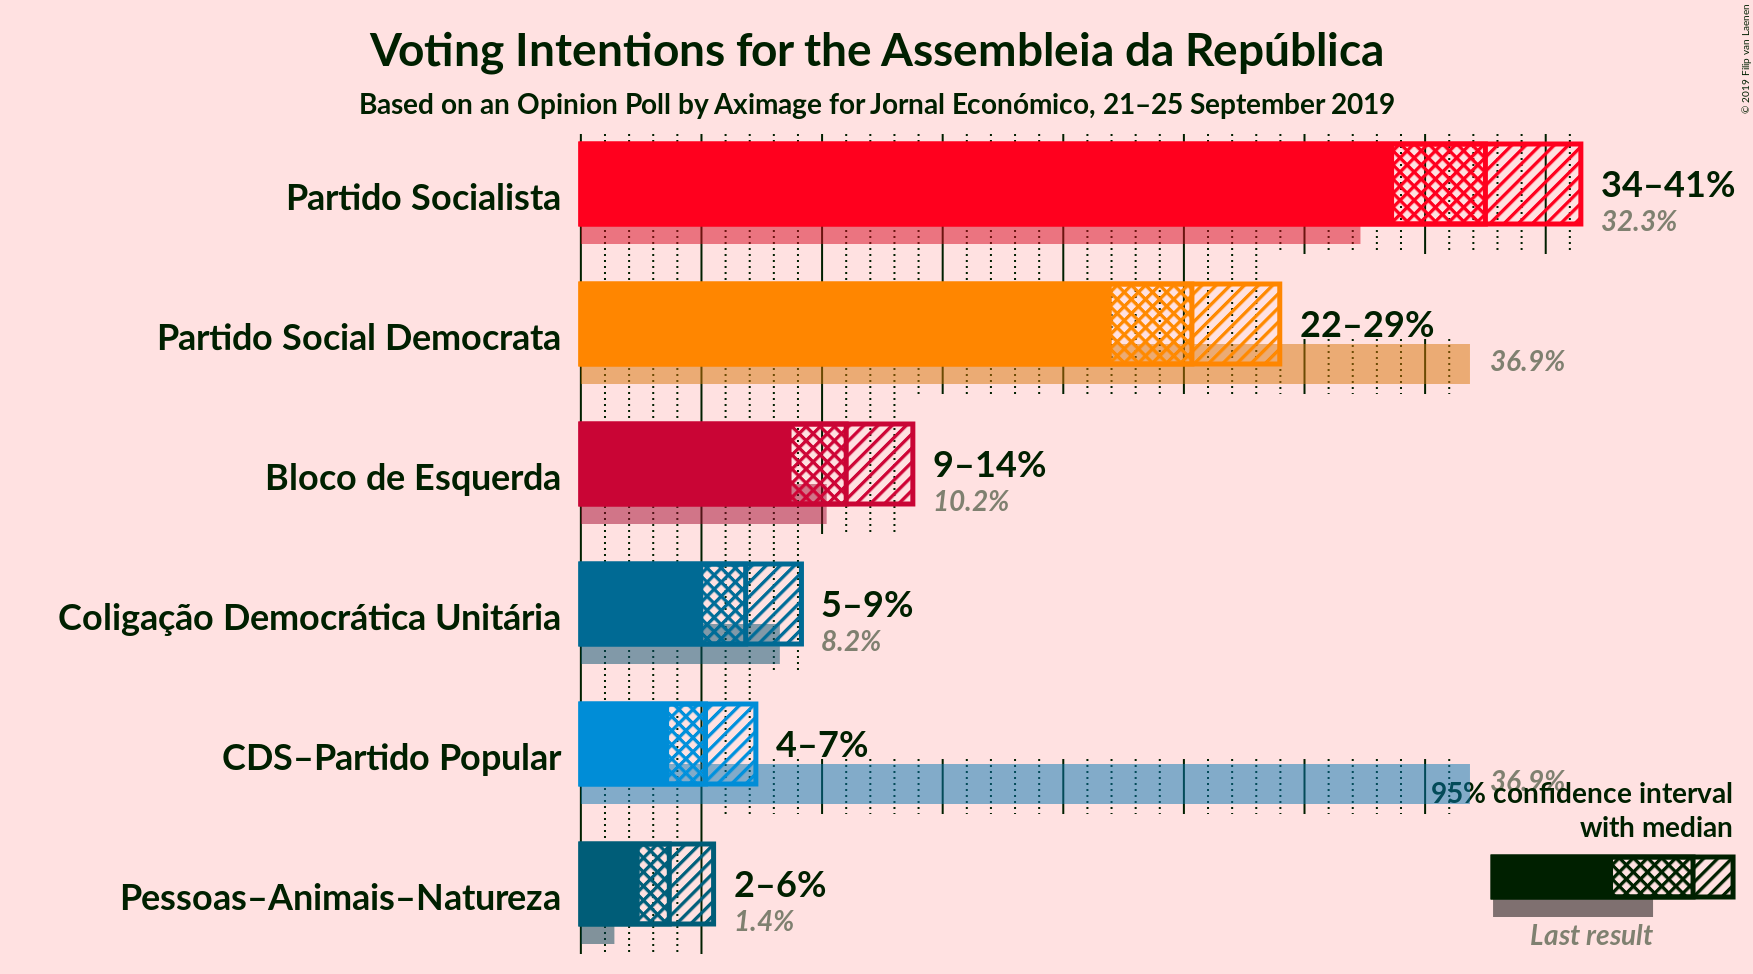 Voting Intentions for the Assembleia da República
Based on an Opinion Poll by Aximage for Jornal Económico, 21–25 September 2019
© 2019 Filip van Laenen
Partido Socialista
34–41%
32.3%
Partido Social Democrata
22–29%
36.9%
Bloco de Esquerda
9–14%
10.2%
Coligação Democrática Unitária
5–9%
8.2%
CDS–Partido Popular
4–7%
36.9%
Pessoas–Animais–Natureza
2–6%
1.4%
95% confidence interval
with median
Last result